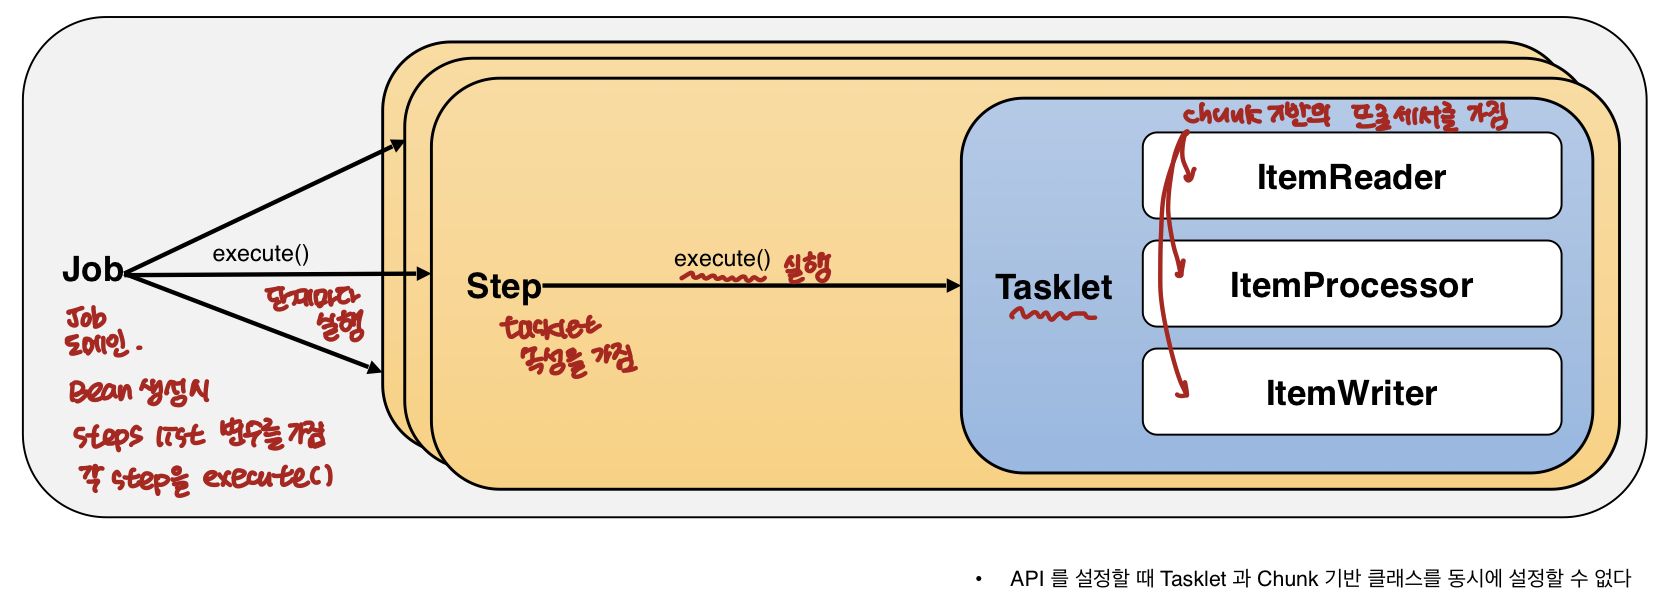 chunk 기반의 프로세서를 가짐
ItemReader
execute()
Job
execute() 실행
Step
Tasklet
ItemProcessor
단계마다
실행
Job
도메인.
tasklet
속성을 가짐
Bean 생성시
ItemWriter
steps list 변수를 가짐
각 step을 execute()
• API 를 설정할 때 Tasklet 과 Chunk 기반 클래스를 동시에 설정할 수 없다